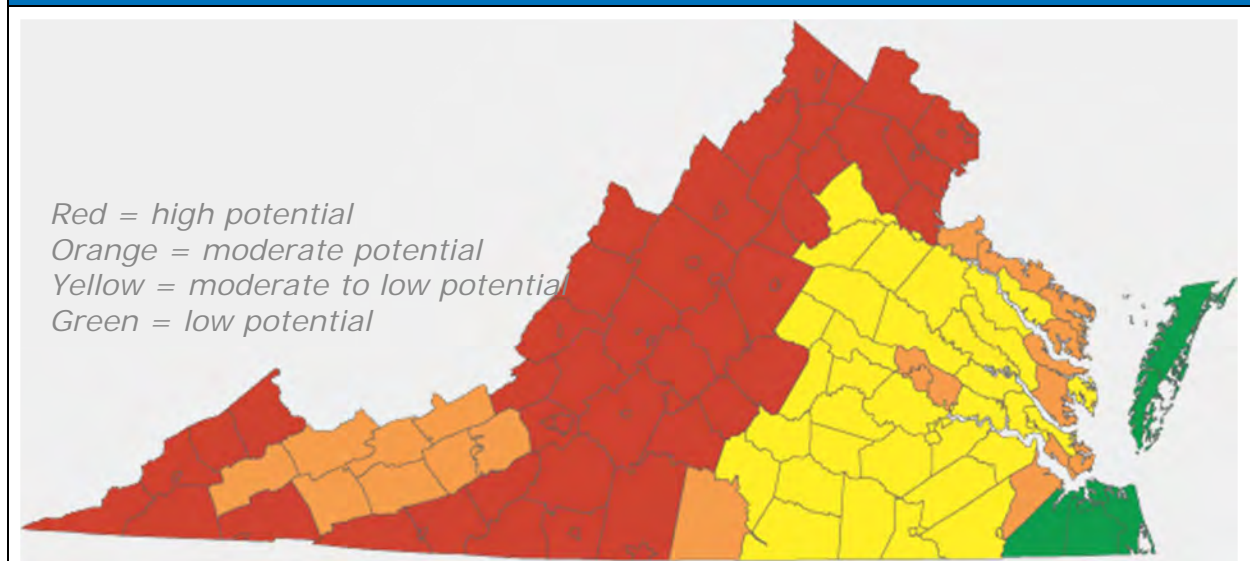 Red = high potential
Orange = moderate potential
Yellow = moderate to low potential
Green = low potential